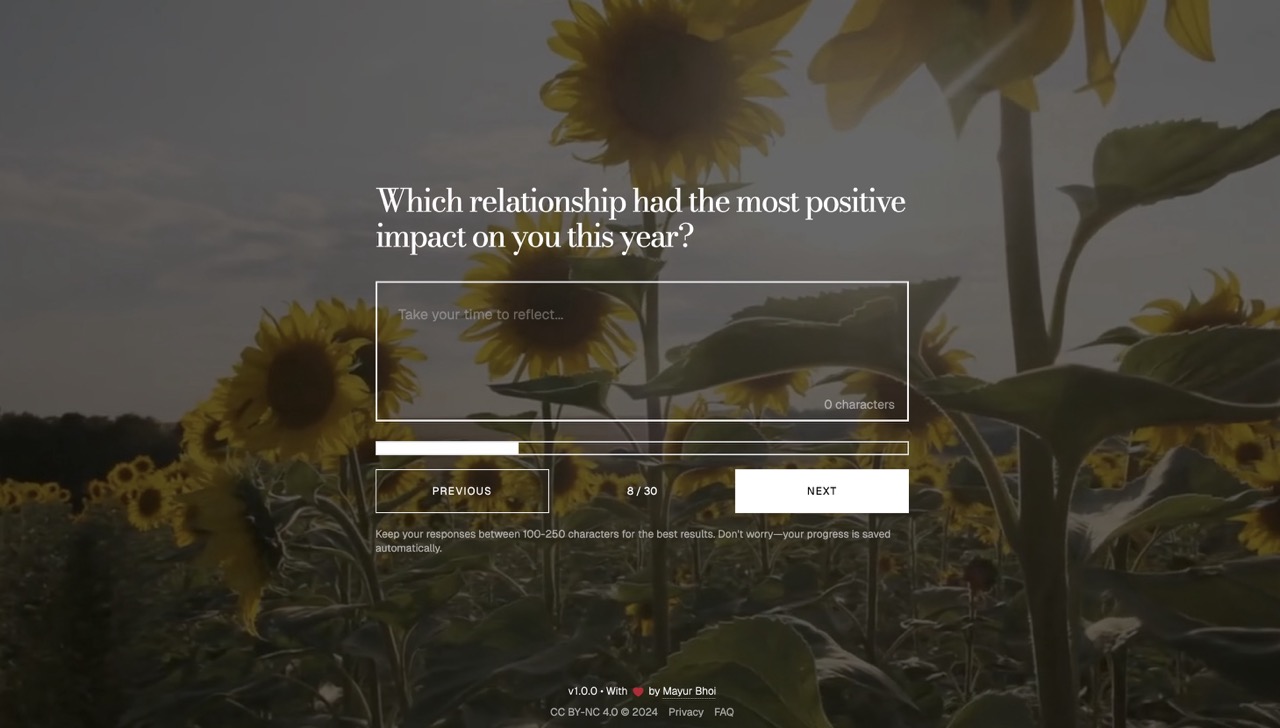 Which relationship had the most positive
impact on you this year?
Take your time to reflect...
0 characters
PREVIOUS
8 / 30
NEXT
Keep your responses between 100-250 characters for the best results. Don't worry—your progress is saved
automatically.
v1.0.0 • With ❤️ by Mayur Bhoi
CC BY-NC 4.0 © 2024 Privacy FAQ